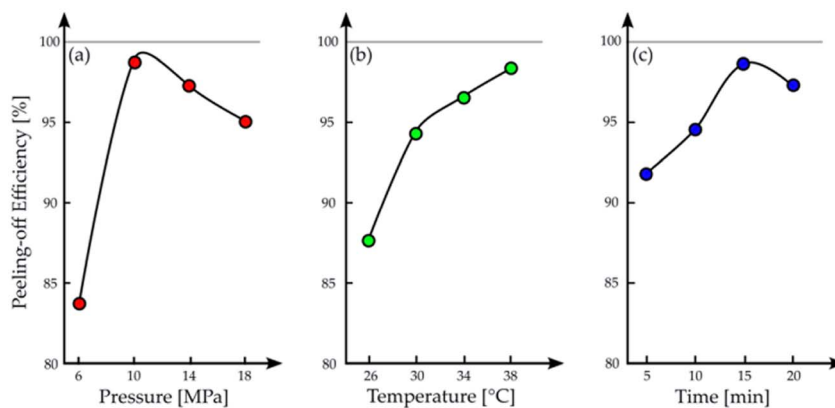 Peeling-off Efficiency [%]
(a)
100
95
90
85
80
6 10 14 18
Pressure [MPa]
(b)
100
95
90
85
80
26 30 34 38
Temperature [°C]
(c)
100
95
90
85
80
5 10 15 20
Time [min]